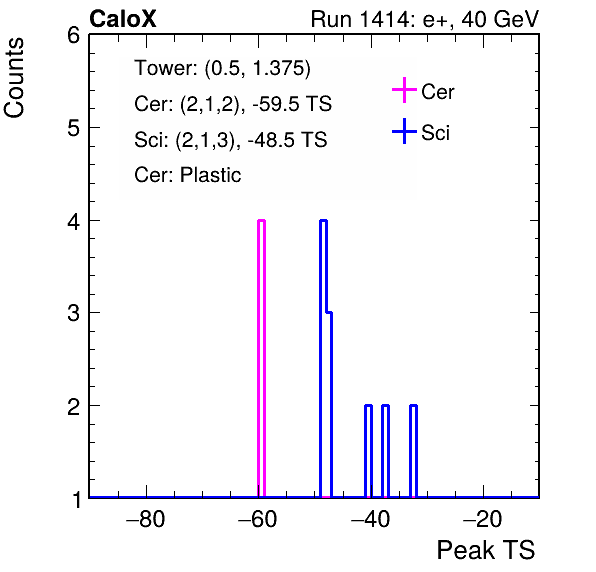 CaloX
Run 1414: e+, 40 GeV
Counts
6
5
4
3
2
1
Tower: (0.5, 1.375)
Cer: (2,1,2), -59.5 TS
Sci: (2,1,3), -48.5 TS
Cer: Plastic
Cer
Sci
−80
−60
−40
−20
Peak TS